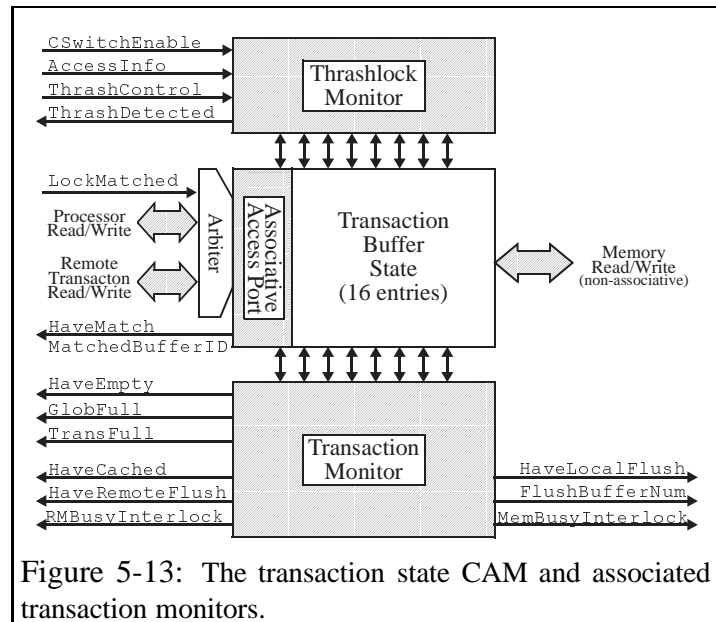 CSwitchEnable
AccessInfo
ThrashControl
ThrashDetected
Thrashlock
Monitor
LockMatched
Processor
Read/Write
Remote
Transacton
Read/Write
Arbiter
Associative
Access Port
Transaction
Buffer
State
(16 entries)
Memory
Read/Write
(non-associative)
HaveMatch
MatchedBufferID
HaveEmpty
GlobFull
TransFull
HaveCached
HaveRemoteFlush
RMBusyInterlock
Transaction
Monitor
HaveLocalFlush
FlushBufferNum
MemBusyInterlock
Figure 5-13: The transaction state CAM and associated
transaction monitors.